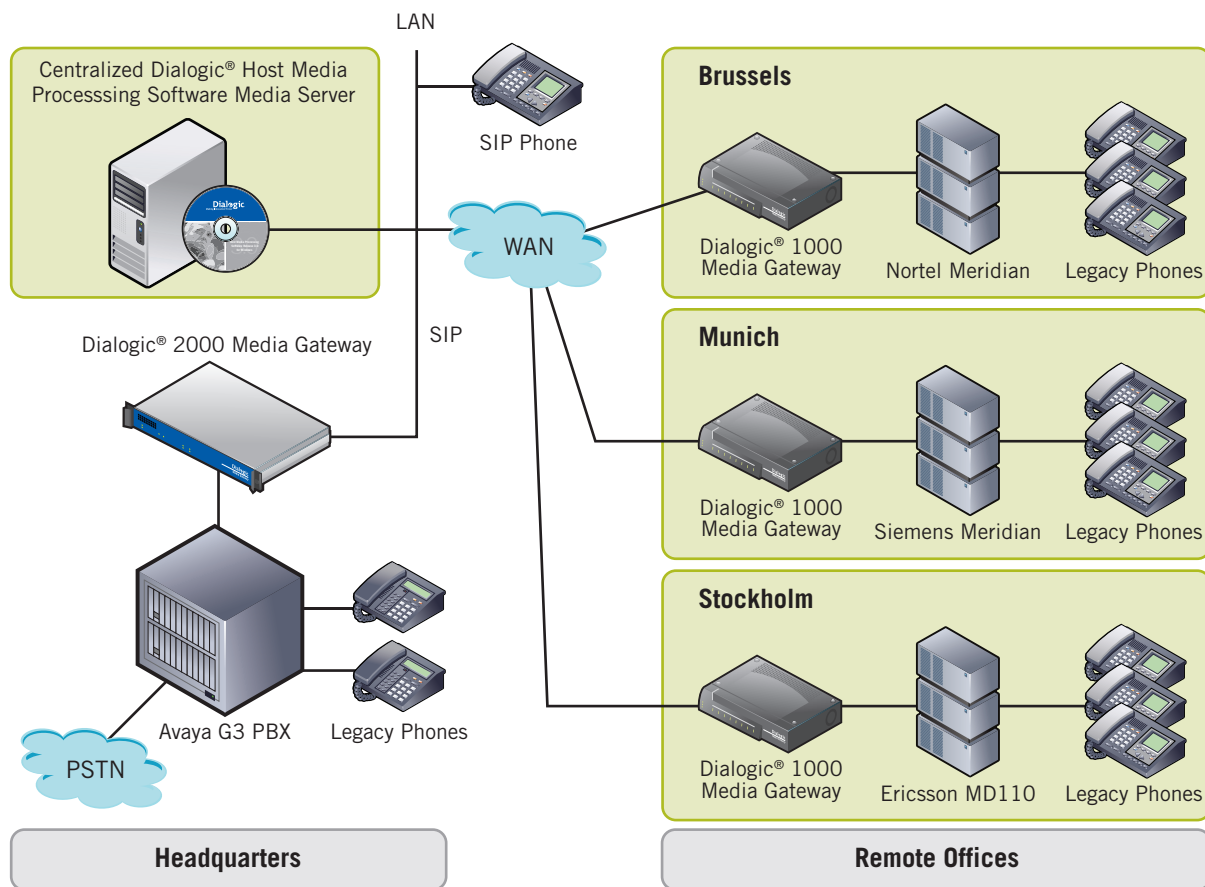 LAN
Centralized Dialogic® Host Media
Processsing Software Media Server
Dialogic
SIP Phone
WAN
SIP
Dialogic® 2000 Media Gateway
Avaya G3 PBX
Legacy Phones
PSTN
Headquarters
Brussels
Dialogic® 1000
Media Gateway
Nortel Meridian
Legacy Phones
Munich
Dialogic® 1000
Media Gateway
Siemens Meridian
Legacy Phones
Stockholm
Dialogic® 1000
Media Gateway
Ericsson MD110
Legacy Phones
Remote Offices